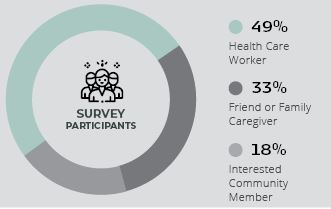 SURVEY
PARTICIPANTS
49%
Health Care
Worker
33%
Friend or Family
Caregiver
18%
Interested
Community
Member